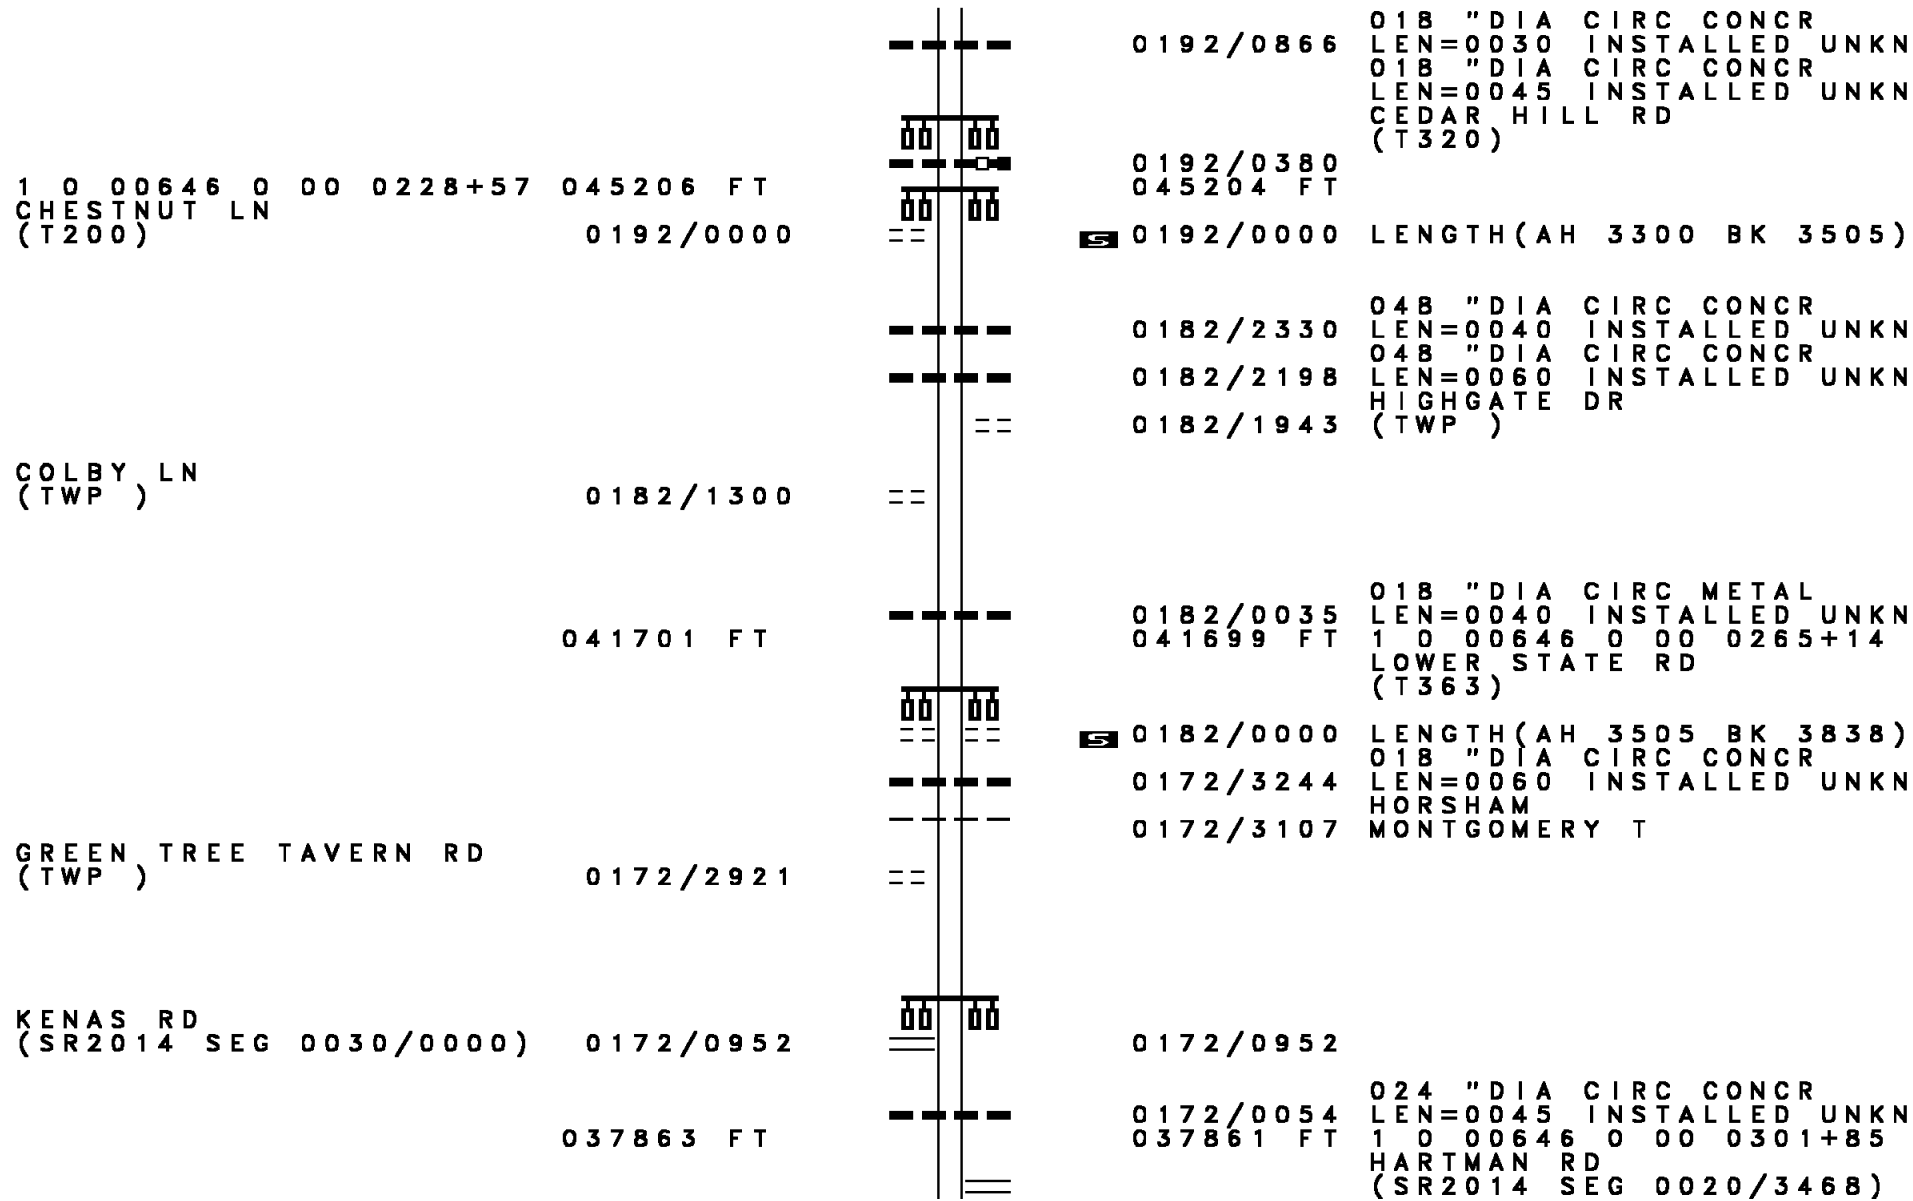 018 "DIA CIRC CONCR
0192/0866 LEN=0030 INSTALLED UNKN
018 "DIA CIRC CONCR
LEN=0045 INSTALLED UNKN
CEDAR HILL RD
(T320)
0192/0380
1 0 00646 0 00 0228+57 045206 FT 045204 FT
CHESTNUT LN
(T200) 0192/0000 S 0192/0000 LENGTH(AH 3300 BK 3505)
048 "DIA CIRC CONCR
0182/2330 LEN=0040 INSTALLED UNKN
048 "DIA CIRC CONCR
0182/2198 LEN=0060 INSTALLED UNKN
HIGHGATE DR
0182/1943 (TWP )
COLBY LN
(TWP ) 0182/1300
018 "DIA CIRC METAL
0182/0035 LEN=0040 INSTALLED UNKN
041701 FT 041699 FT 1 0 00646 0 00 0265+14
LOWER STATE RD
(T363)
S 0182/0000 LENGTH(AH 3505 BK 3838)
018 "DIA CIRC CONCR
0172/3244 LEN=0060 INSTALLED UNKN
HORSHAM
0172/3107 MONTGOMERY T
GREEN TREE TAVERN RD
(TWP ) 0172/2921
KENAS RD
(SR2014 SEG 0030/0000) 0172/0952 0172/0952
024 "DIA CIRC CONCR
0172/0054 LEN=0045 INSTALLED UNKN
037863 FT 037861 FT 1 0 00646 0 00 0301+85
HARTMAN RD
(SR2014 SEG 0020/3468)